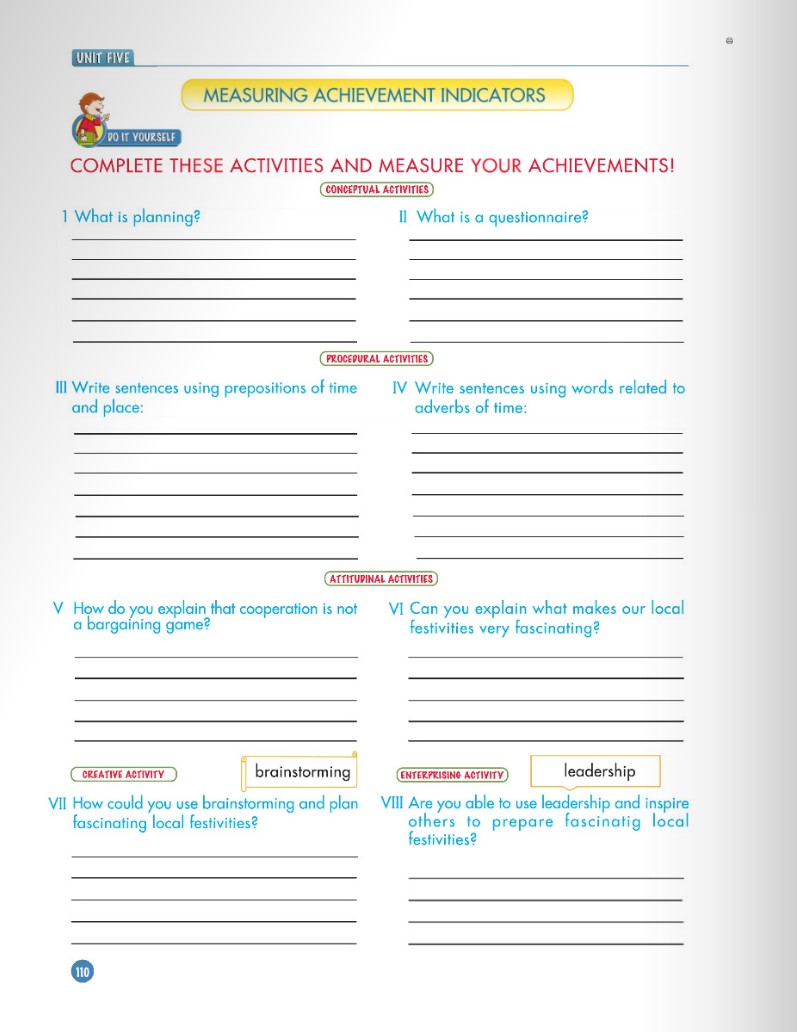 UNIT FIVE
MEASURING ACHIEVEMENT INDICATORS
DO IT YOURSELF
COMPLETE THESE ACTIVITIES AND MEASURE YOUR ACHIEVEMENTS!
CONCEPTUAL ACTIVITIES
I What is planning?
II What is a questionnaire?
PROCEDURAL ACTIVITIES
III Write sentences using prepositions of time
and place:
IV Write sentences using words related to
adverbs of time:
ATTITUDINAL ACTIVITIES
V How do you explain that cooperation is not
a bargaining game?
VI Can you explain what makes our local
festivities very fascinating?
CREATIVE ACTIVITY
brainstorming
VII How could you use brainstorming and plan
fascinating local festivities?
ENTERPRISING ACTIVITY
leadership
VIII Are you able to use leadership and inspire
others to prepare fascinatig local
festivities?
110